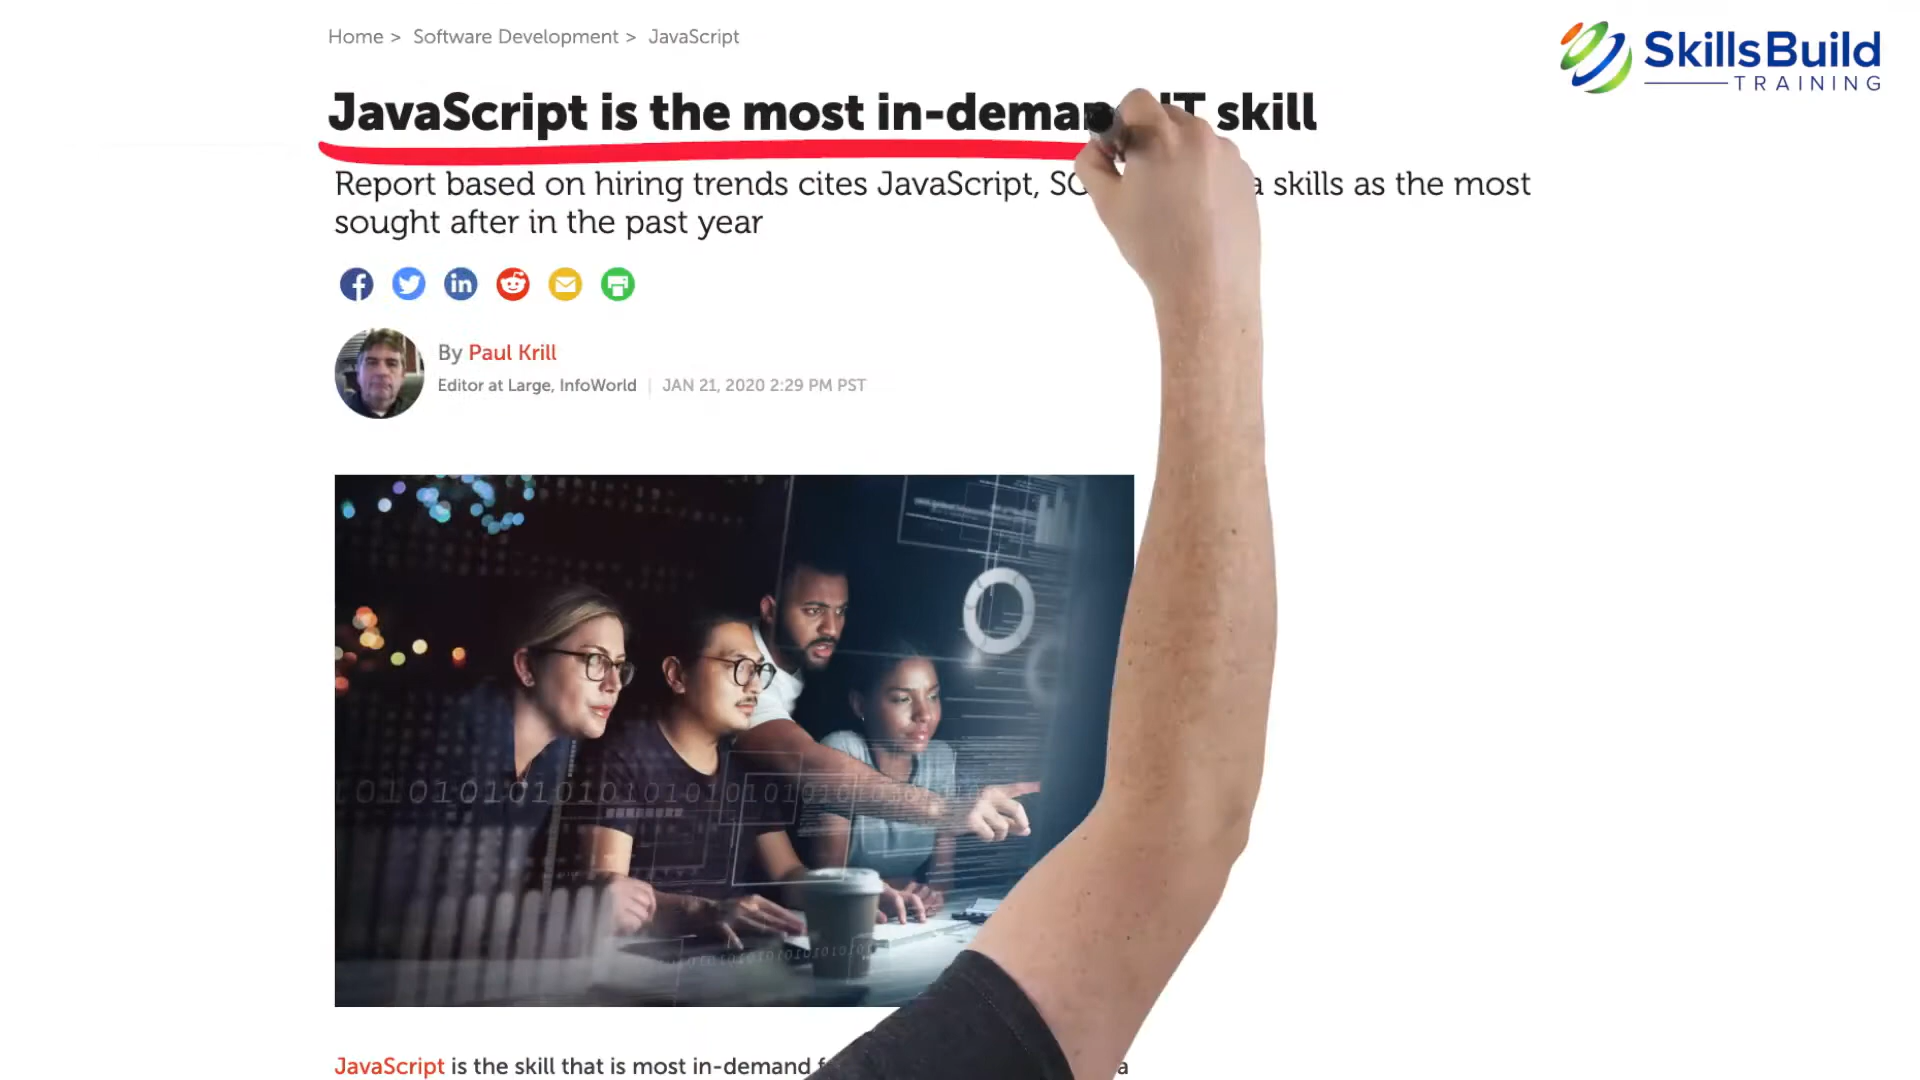 Home > Software Development > JavaScript
SkillsBuild
TRAINING
JavaScript is the most in-demand IT skill
Report based on hiring trends cites JavaScript, skills as the most
sought after in the past year
By Paul Krill
Editor at Large, InfoWorld | JAN 21, 2020 2:29 PM PST
JavaScript is the skill that is most in-demand a